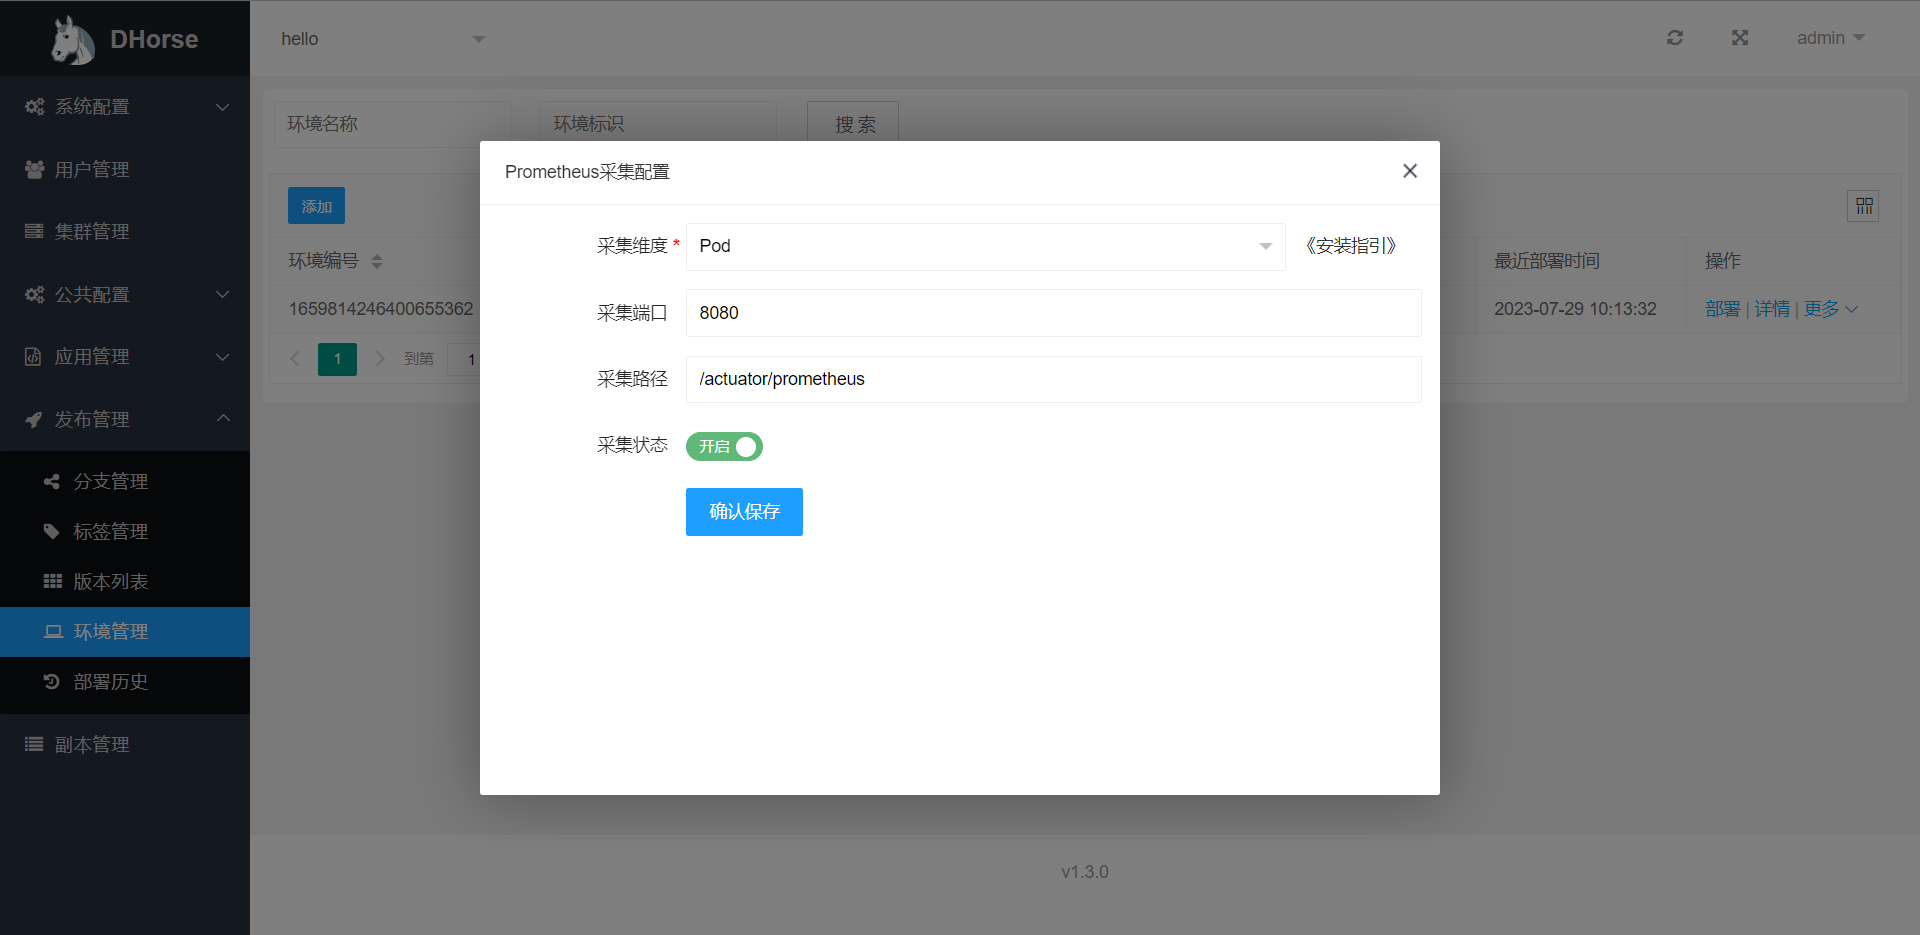 DHorse
hello
admin
系统配置
用户管理
集群管理
公共配置
应用管理
发布管理
分支管理
标签管理
版本列表
环境管理
部署历史
副本管理
环境名称
环境标识
搜 索
添加
环境编号
最近部署时间
操作
1659814246400655362
2023-07-29 10:13:32
部署 | 详情 | 更多
1
到第
1
Prometheus采集配置
采集维度 *
Pod
《安装指引》
采集端口
8080
采集路径
/actuator/prometheus
采集状态
开启
确认保存
v1.3.0